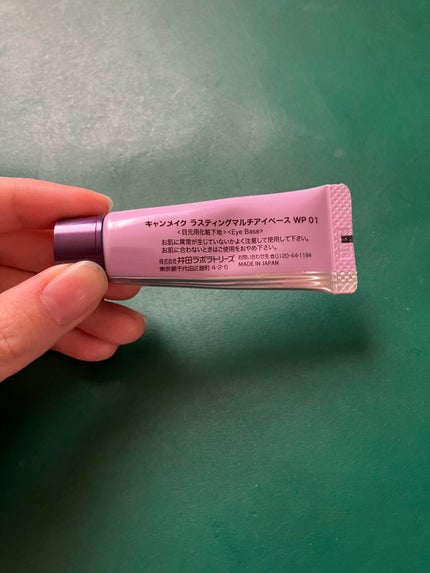 キャンメイク ラスティングマルチアイベース WP 01
<目元用化粧下地><Eye Base>
お肌に異常が生じていないかよく注意して使用して下さい。
お肌に合わないときはご使用をおやめ下さい。
株式会社 井田ラボラトリーズ お問い合わせ先 ☎0120-44-1184
東京都千代田区麹町 4-2-6 MADE IN JAPAN